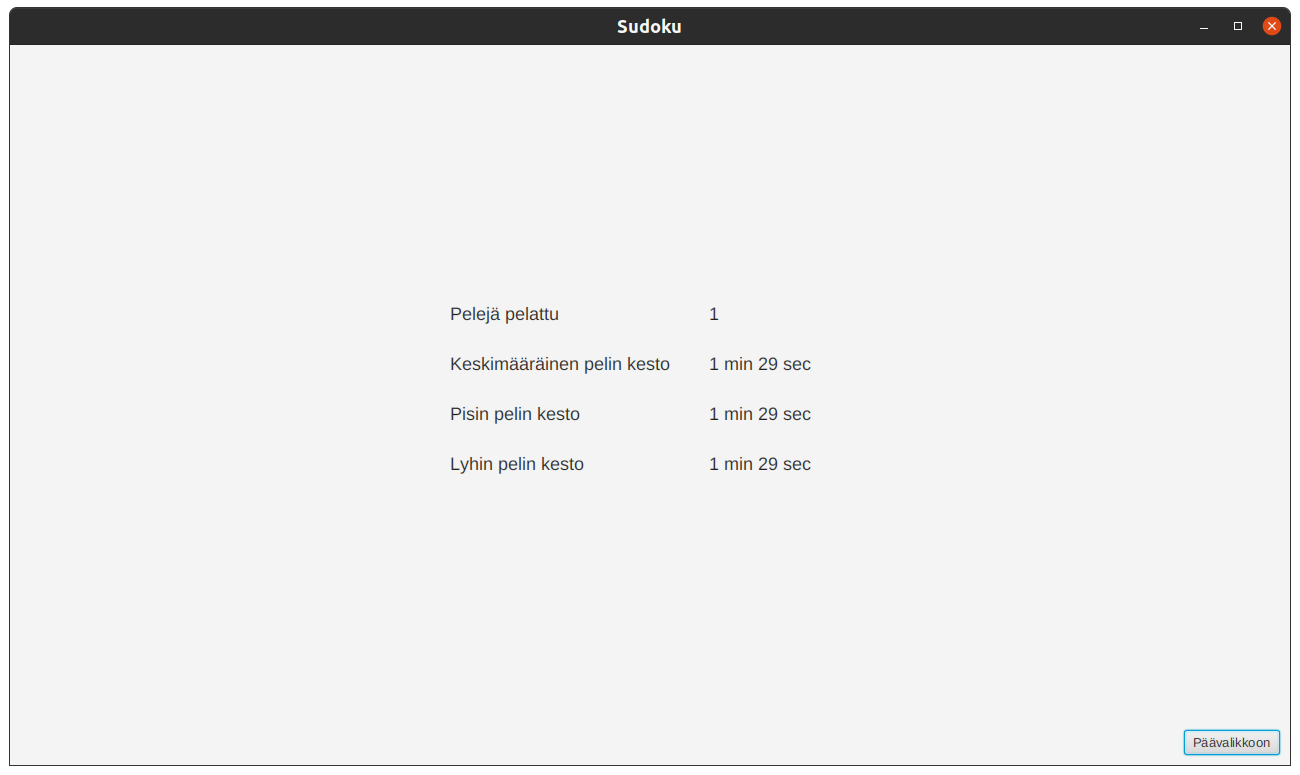 Sudoku
Pelejä pelattu 1
Keskimääräinen pelin kesto 1 min 29 sec
Pisin pelin kesto 1 min 29 sec
Lyhin pelin kesto 1 min 29 sec
Päävalikkoon